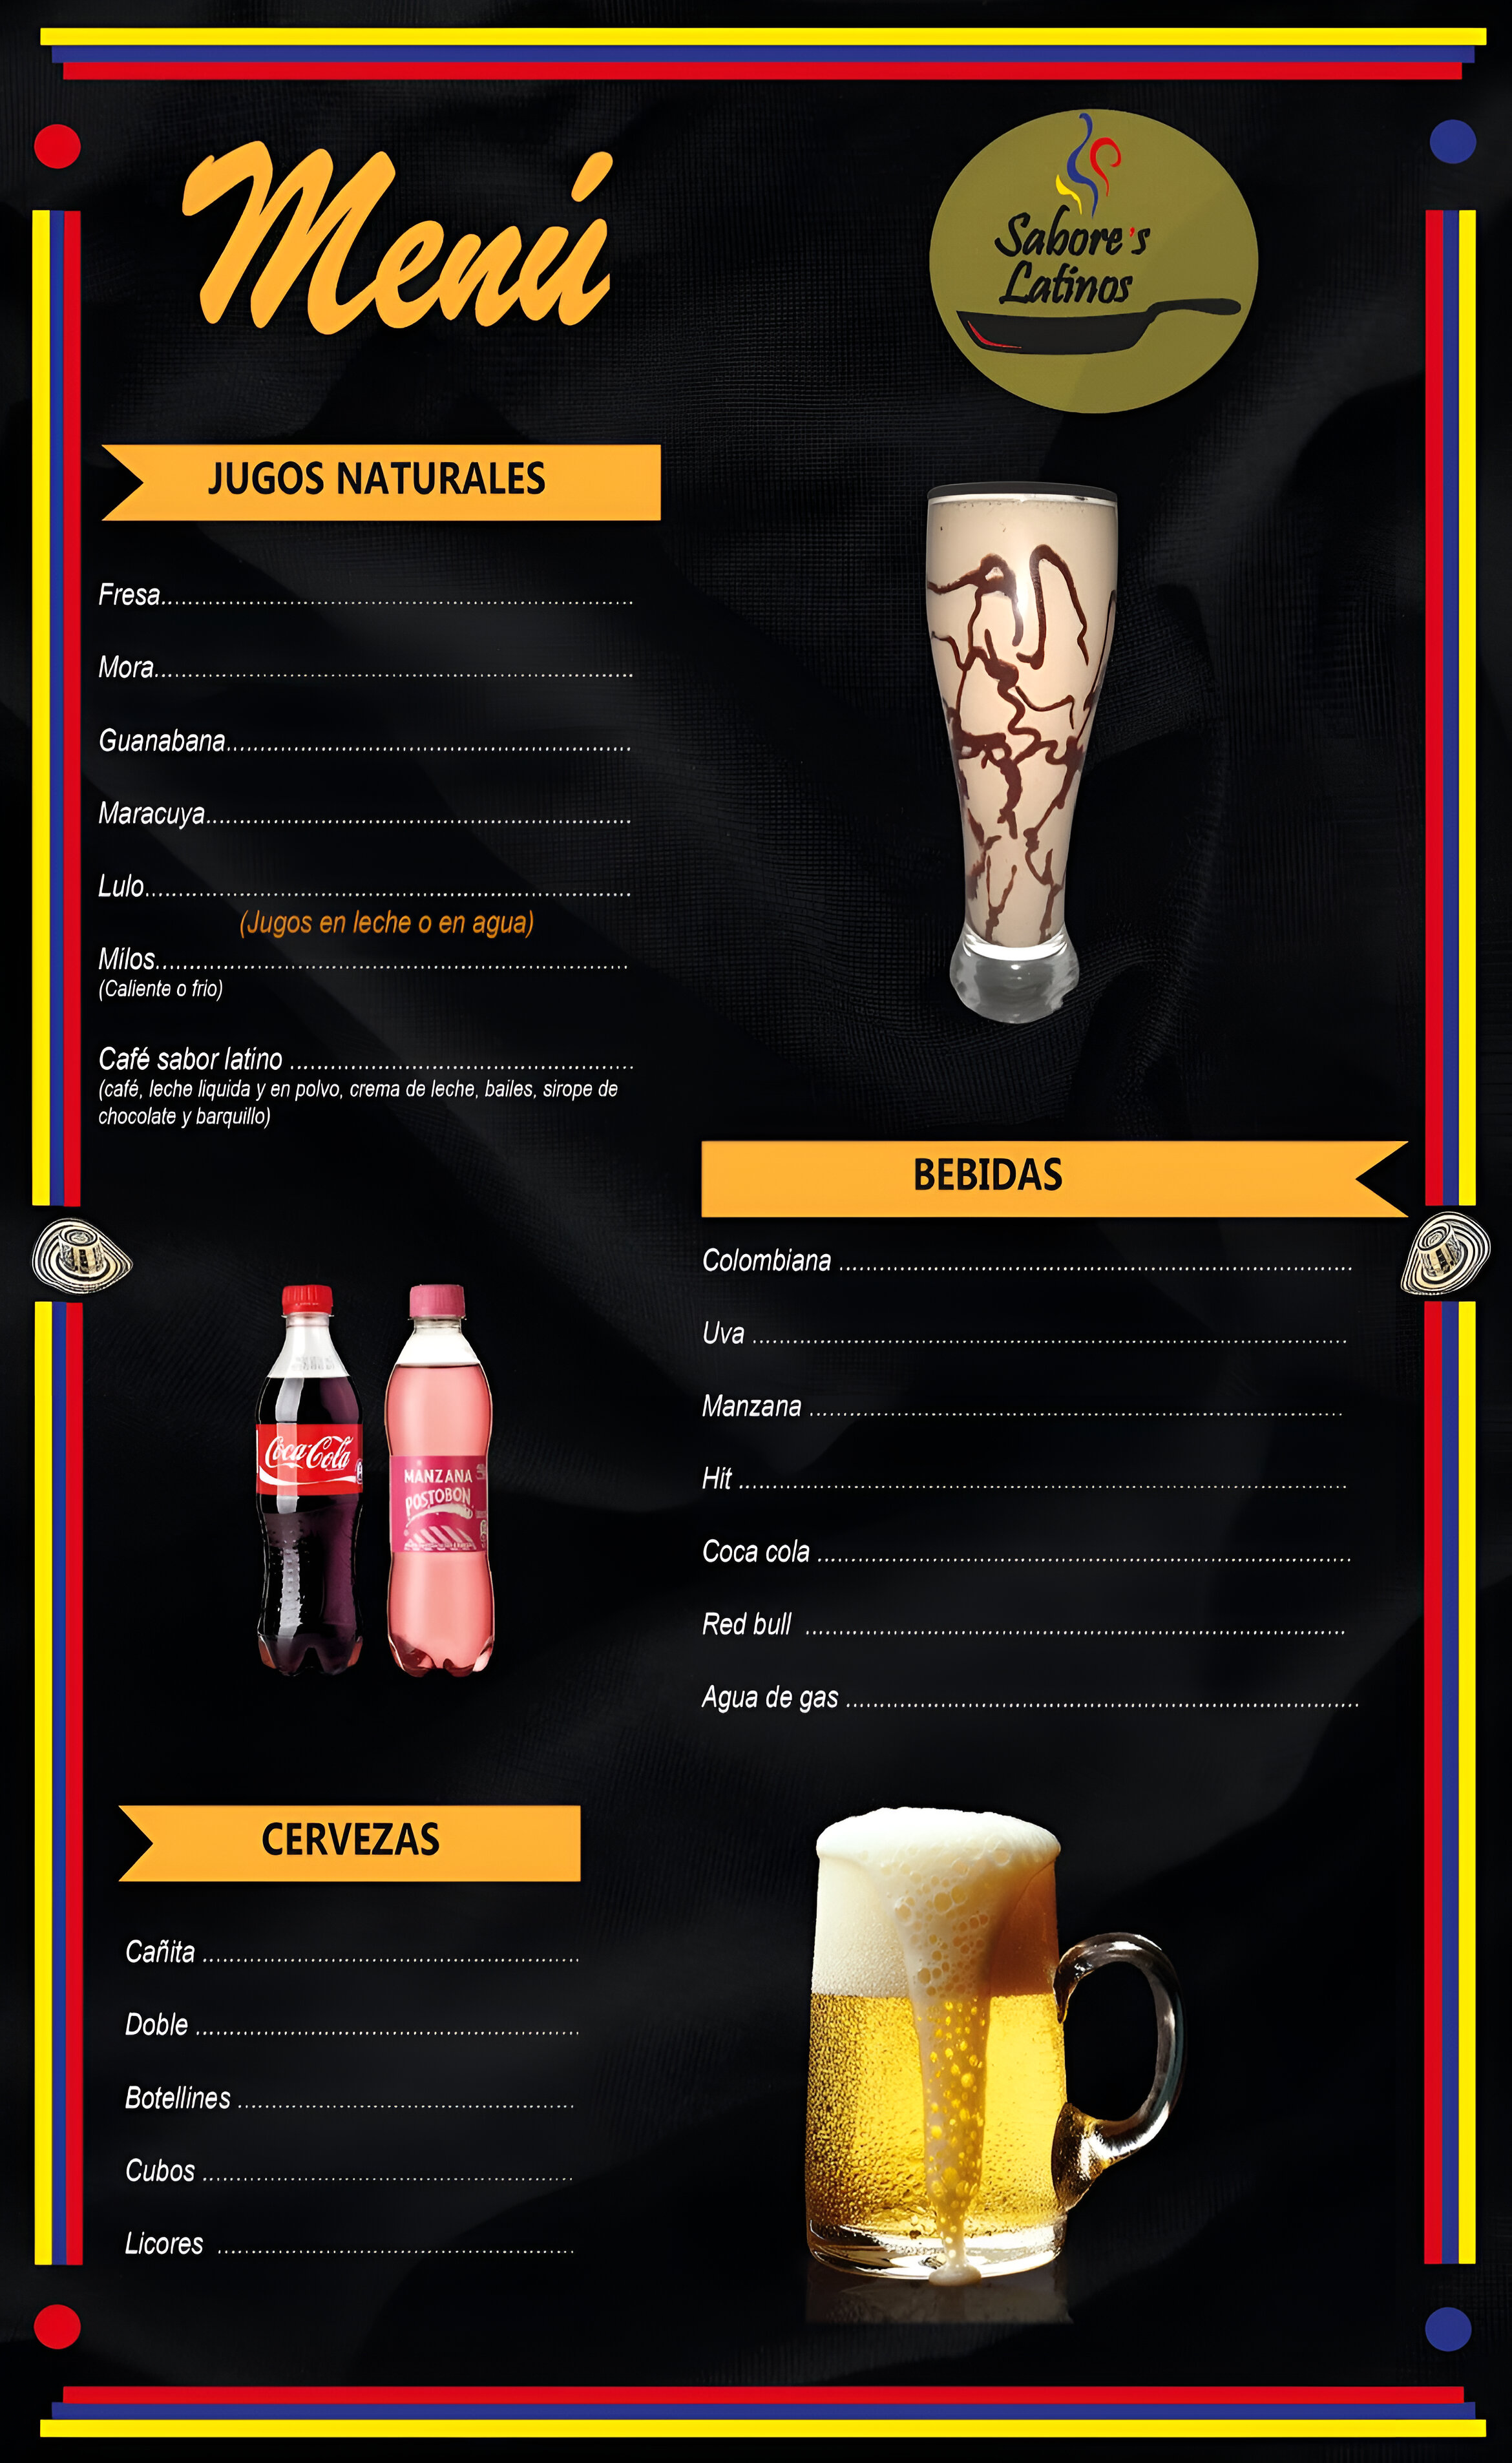 Menú
Sabore's
Latinos
JUGOS NATURALES
Fresa
Mora
Guanabana
Maracuya
Lulo
(Jugos en leche o en agua)
Milos
(Caliente o frio)
Café sabor latino
(café, leche liquida y en polvo, crema de leche, bailes, sirope de
chocolate y barquillo)
BEBIDAS
Colombiana
Uva
Manzana
Hit
Coca cola
Red bull
Agua de gas
Coca-Cola
MANZANA
POSTOBON
CERVEZAS
Cañita
Doble
Botellines
Cubos
Licores